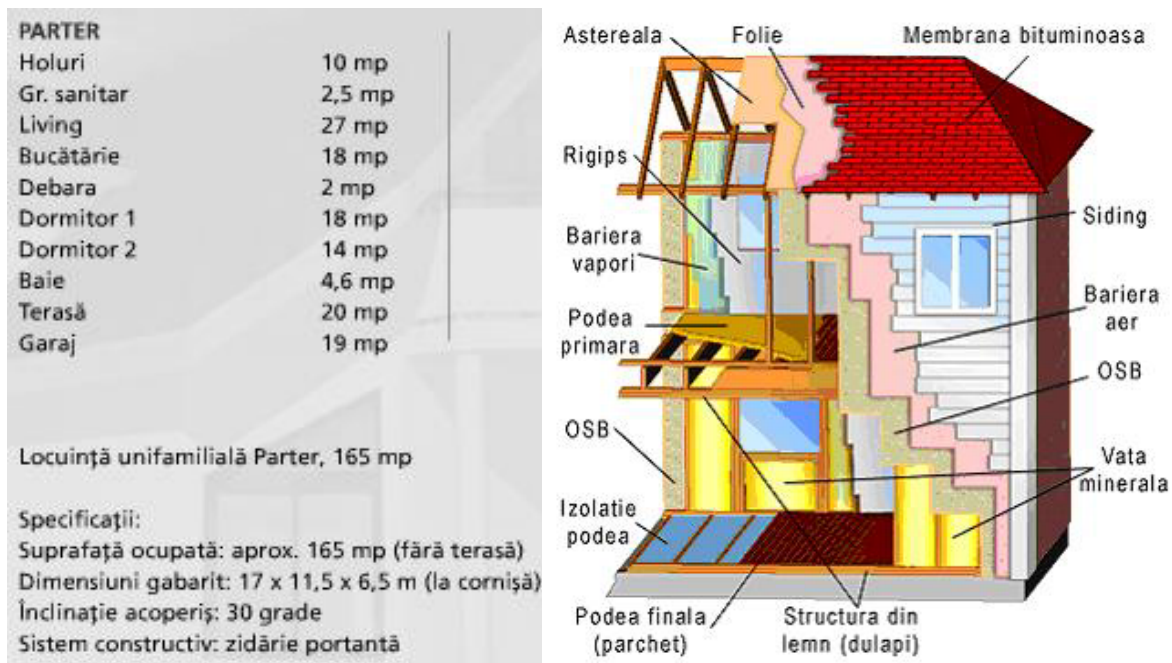 PARTER
Holuri 10 mp
Gr. sanitar 2,5 mp
Living 27 mp
Bucătărie 18 mp
Debara 2 mp
Dormitor 1 18 mp
Dormitor 2 14 mp
Baie 4,6 mp
Terasă 20 mp
Garaj 19 mp
Locuință unifamilială Parter, 165 mp
Specificații:
Suprafață ocupată: aprox. 165 mp (fără terasă)
Dimensiuni gabarit: 17 x 11,5 x 6,5 m (la cornișă)
Înclinație acoperiș: 30 grade
Sistem constructiv: zidărie portantă
Astereala
Folie
Membrana bituminoasa
Rigips
Siding
Bariera
vapori
Bariera
aer
Podea
primara
OSB
OSB
Vata
minerala
Izolatie
podea
Podea finala
(parchet)
Structura din
lemn (dulapi)